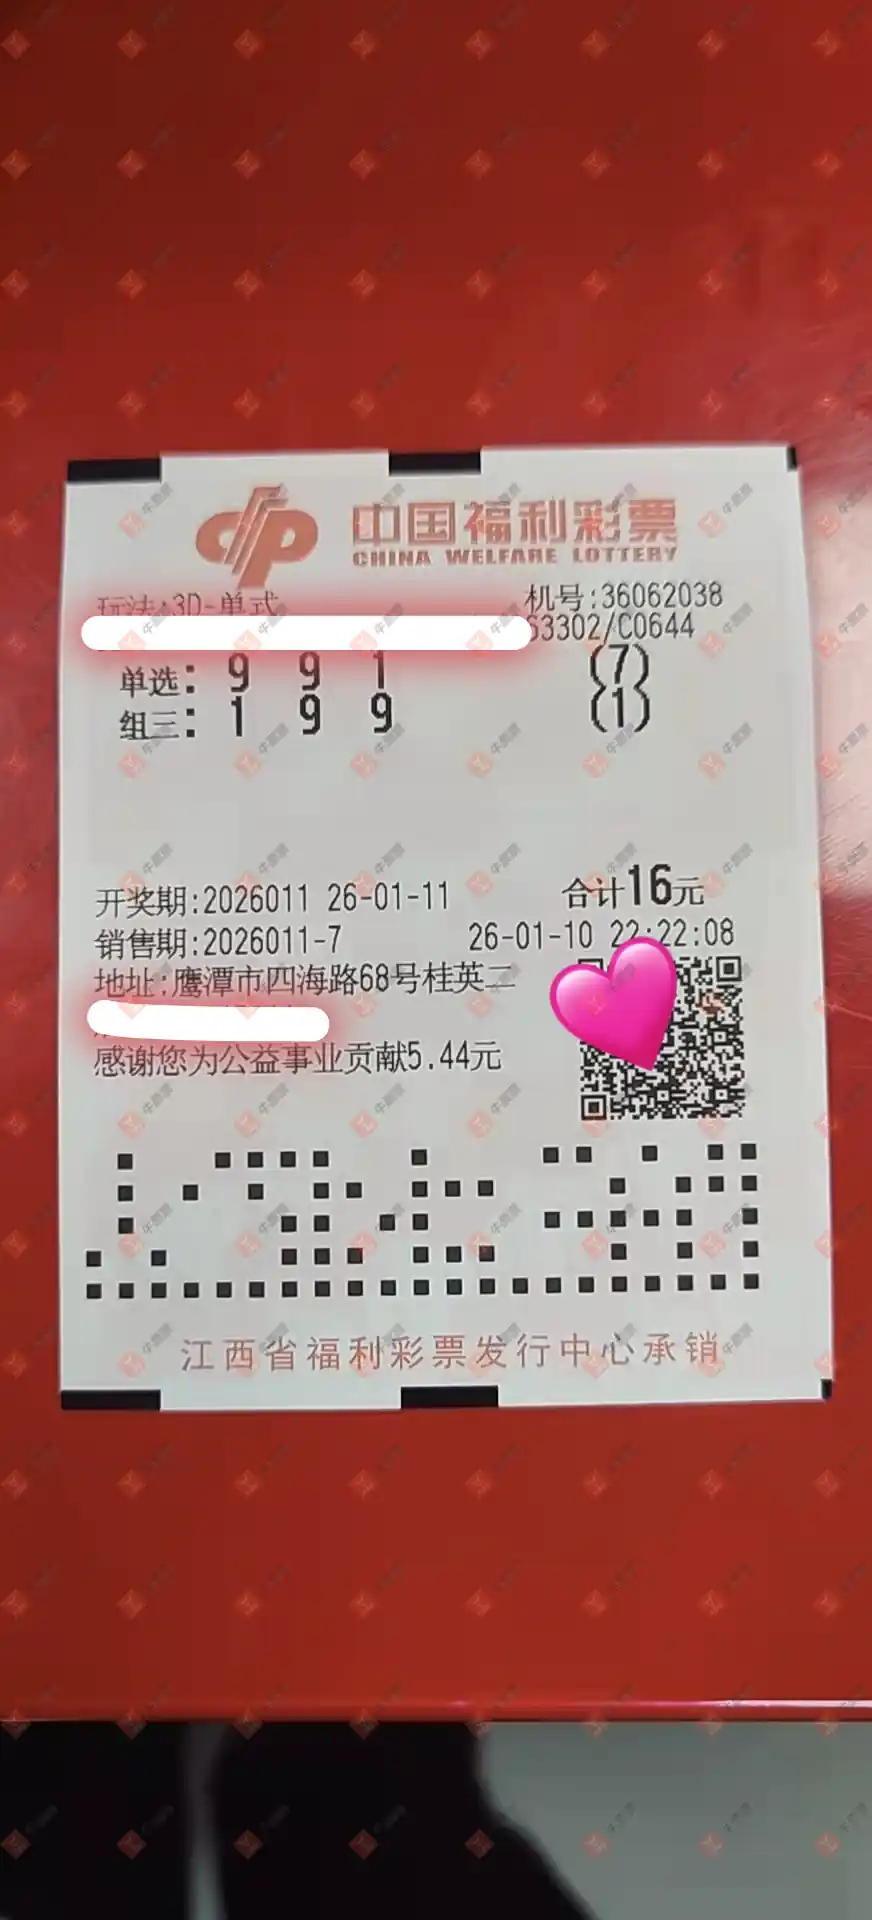 中国福利彩票
CHINA WELFARE LOTTERY
玩法:3D-单式
机号:36062038
63302/C0644
单选: 9 9 1 (7)
组三: 1 9 9 (1)
开奖期:2026011 26-01-11 合计16元
销售期:2026011-7 26-01-10 22:22:08
地址:鹰潭市四海路68号桂英二
感谢您为公益事业贡献5.44元
江西省福利彩票发行中心承销